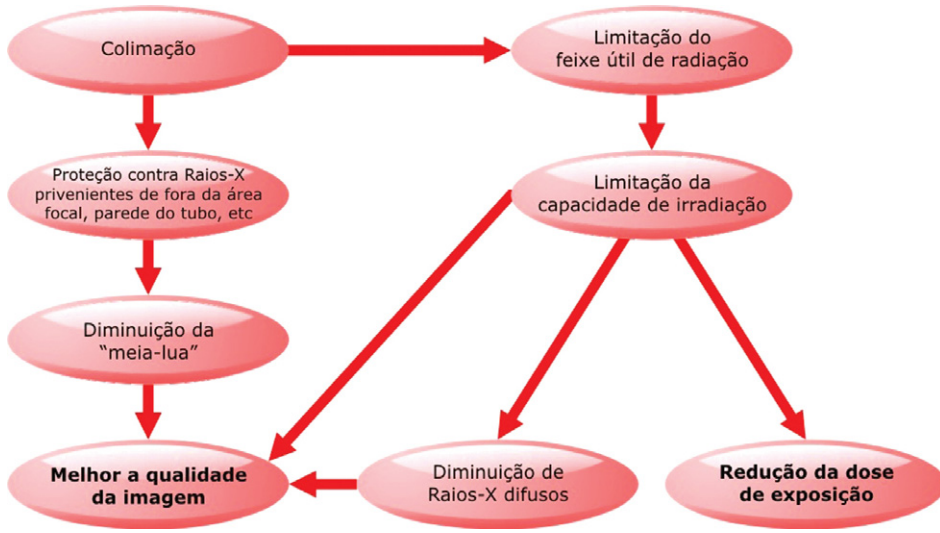 Colimação
Limitação do
feixe útil de radiação
Proteção contra Raios-X
privenientes de fora da área
focal, parede do tubo, etc
Limitação da
capacidade de irradiação
Diminuição da
“meia-lua”
Melhor a qualidade
da imagem
Diminuição de
Raios-X difusos
Redução da dose
de exposição